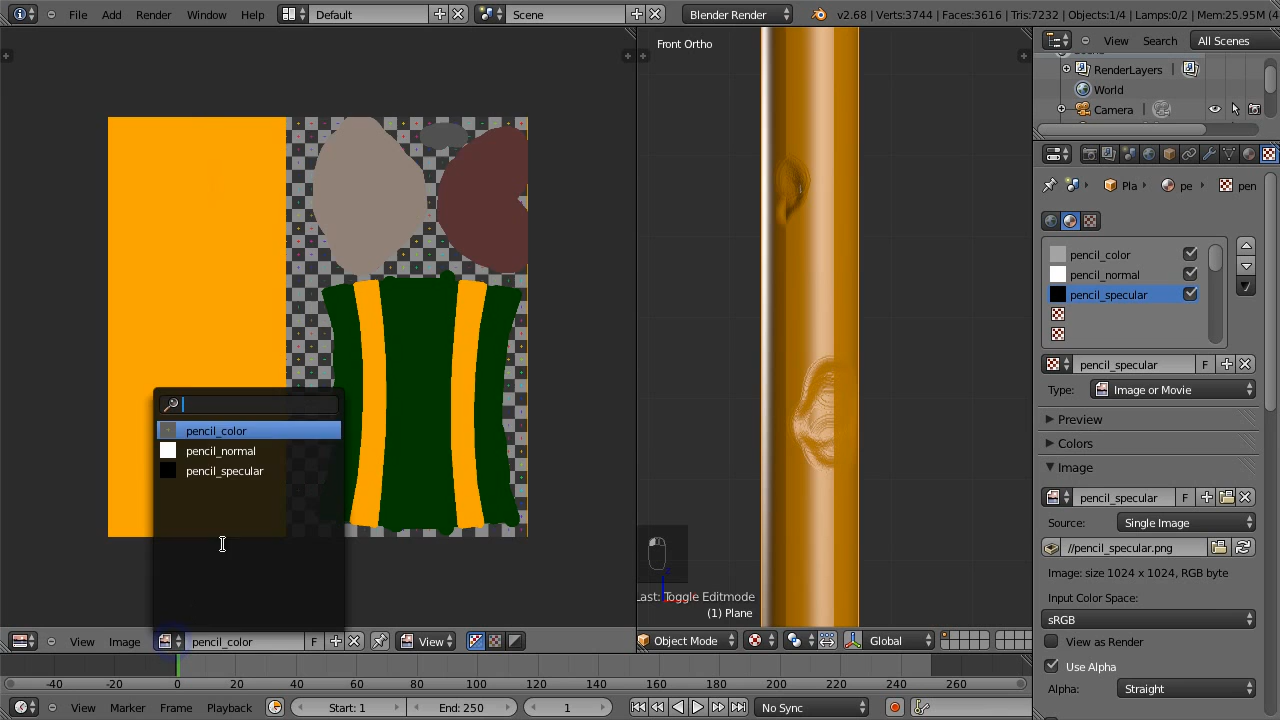 File Add Render Window Help Default Scene Blender Render v2.68 | Verts:3744 | Faces:3616 | Tris:7232 | Objects:1/4 | Lamps:0/2 | Mem:25.95M (4
Front Ortho
View Search All Scenes
RenderLayers
World
Camera
Pla pe pen
pencil_color
pencil_normal
pencil_specular
pencil_specular F
Type: Image or Movie
Preview
Colors
Image
pencil_specular F
Source: Single Image
//pencil_specular.png
Image: size 1024 x 1024, RGB byte
Input Color Space:
sRGB
View as Render
Use Alpha
Alpha: Straight
pencil_color
pencil_normal
pencil_specular
Last: Toggle Editmode
(1) Plane
View Image pencil_color F View
Object Mode Global
-40 -20 0 20 40 60 80 100 120 140 160 180 200 220 240 260
View Marker Frame Playback Start: 1 End: 250 1 No Sync